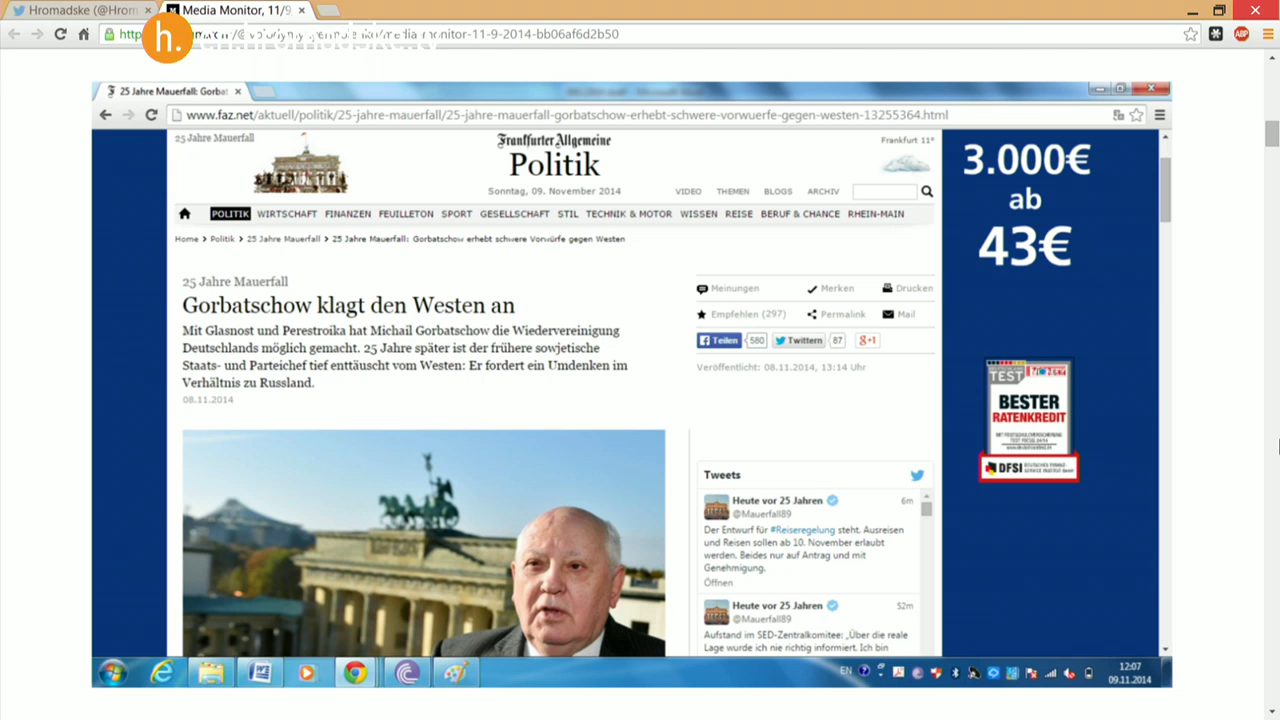 Hromadske (@Hrom
Media Monitor, 11/9
h.
media-monitor-11-9-2014-bb06af6d2b50
ABP
25 Jahre Mauerfall: Gorbat
www.faz.net/aktuell/politik/25-jahre-mauerfall/25-jahre-mauerfall-gorbatschow-erhebt-schwere-vorwuerfe-gegen-westen-13255364.html
25 Jahre Mauerfall
Frankfurter Allgemeine
Politik
Frankfurt 11°
Sonntag, 09. November 2014
VIDEO THEMEN BLOGS ARCHIV
POLITIK WIRTSCHAFT FINANZEN FEUILLETON SPORT GESELLSCHAFT STIL TECHNIK & MOTOR WISSEN REISE BERUF & CHANCE RHEIN-MAIN
Home > Politik > 25 Jahre Mauerfall > 25 Jahre Mauerfall: Gorbatschow erhebt schwere Vorwürfe gegen Westen
25 Jahre Mauerfall
Gorbatschow klagt den Westen an
Mit Glasnost und Perestroika hat Michail Gorbatschow die Wiedervereinigung
Deutschlands möglich gemacht. 25 Jahre später ist der frühere sowjetische
Staats- und Parteichef tief enttäuscht vom Westen: Er fordert ein Umdenken im
Verhältnis zu Russland.
08.11.2014
Meinungen Merken Drucken
Empfehlen (297) Permalink Mail
Teilen 580 Twittern 87 g+1
Veröffentlicht: 08.11.2014, 13:14 Uhr
Tweets
Heute vor 25 Jahren 6m
@Mauerfall89
Der Entwurf für #Reiseregelung steht. Ausreisen
und Reisen sollen ab 10. November erlaubt
werden. Beides nur auf Antrag und mit
Genehmigung.
Öffnen
Heute vor 25 Jahren 52m
@Mauerfall89
Aufstand im SED-Zentralkomitee: „Über die reale
Lage wurde ich nie richtig informiert. Ich bin
3.000€
ab
43€
TEST
BESTER
RATENKREDIT
DFSI
EN
12:07
09.11.2014